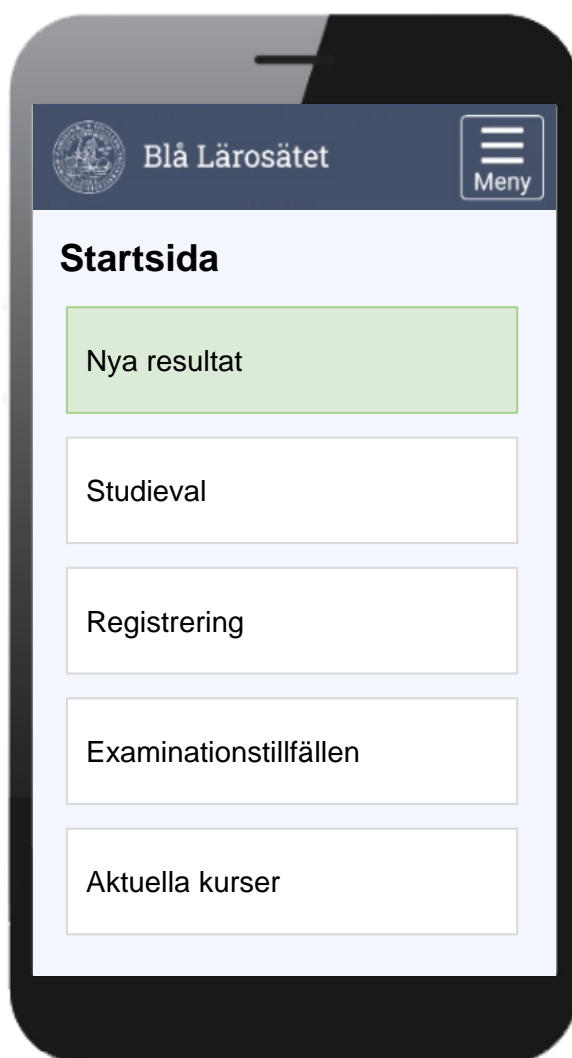 Blå Lärosätet
Meny
Startsida
Nya resultat
Studieval
Registrering
Examinationstillfällen
Aktuella kurser